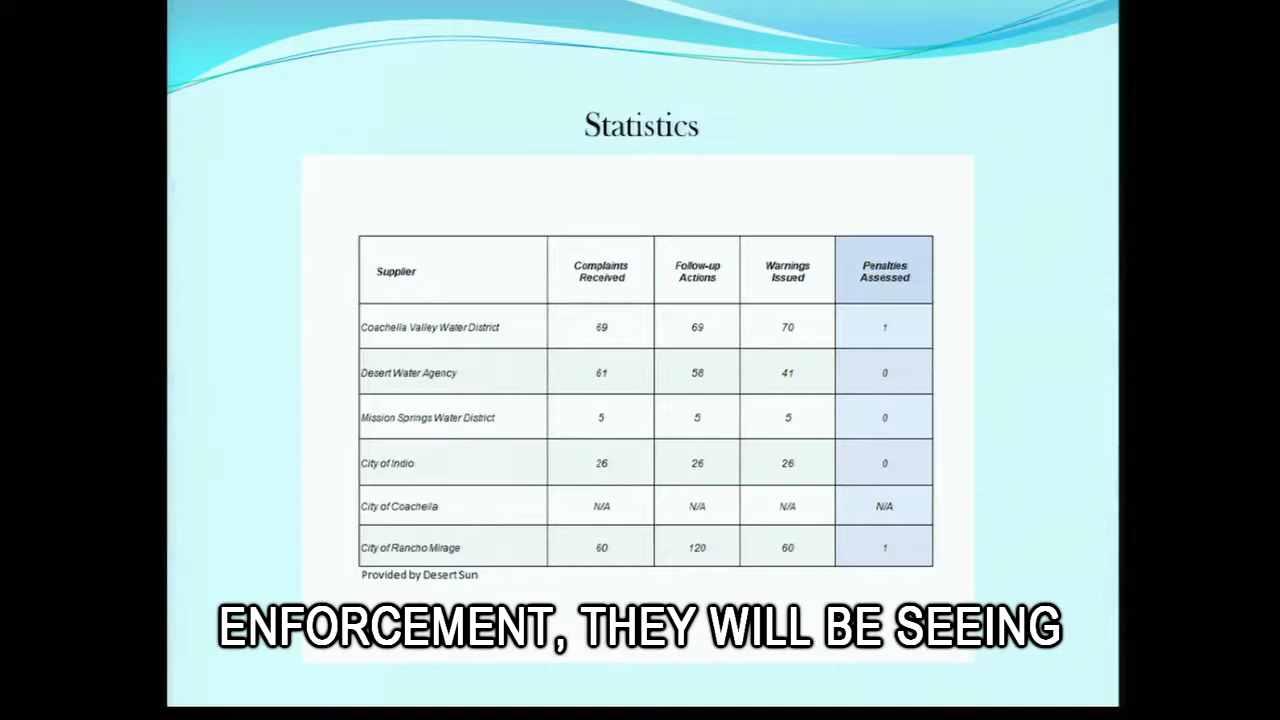 Statistics
Supplier Complaints Received Follow-up Actions Warnings Issued Penalties Assessed
Coachella Valley Water District 69 69 70 1
Desert Water Agency 61 58 41 0
Mission Springs Water District 5 5 5 0
City of Indio 26 26 26 0
City of Coachella N/A N/A N/A N/A
City of Rancho Mirage 60 120 60 1
Provided by Desert Sun
ENFORCEMENT, THEY WILL BE SEEING